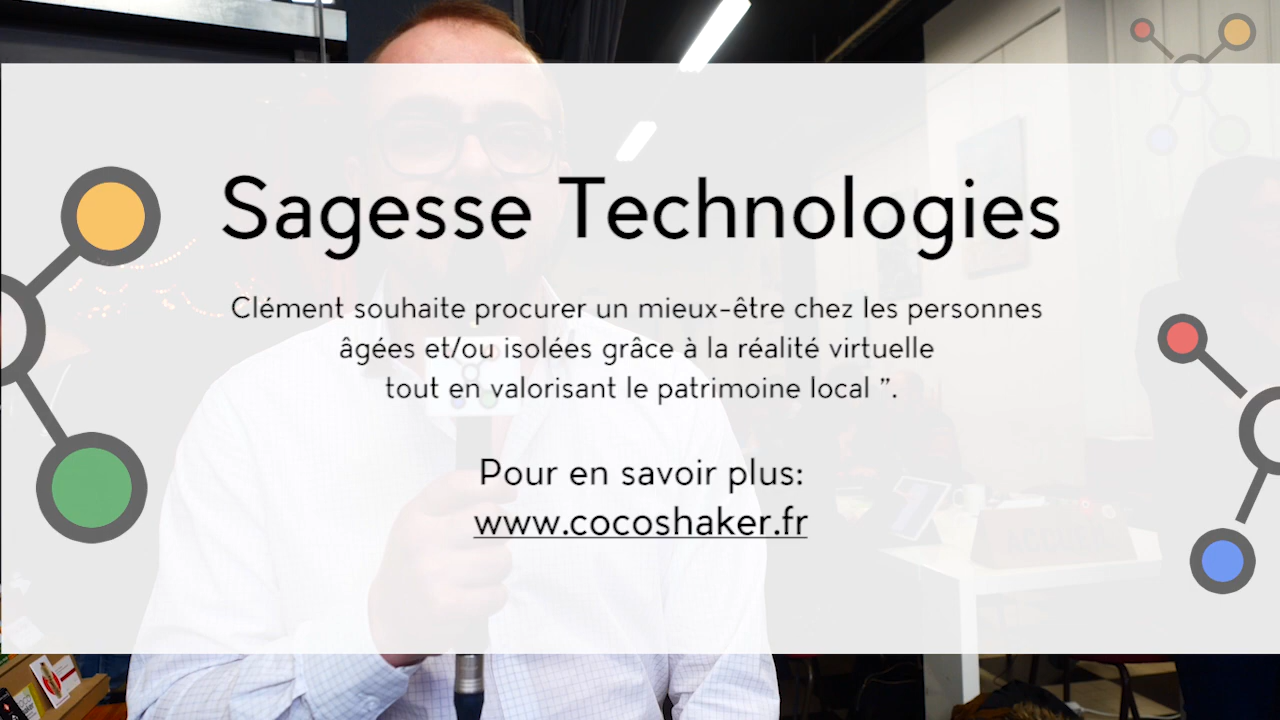 Sagesse Technologies
Clément souhaite procurer un mieux-être chez les personnes
âgées et/ou isolées grâce à la réalité virtuelle
tout en valorisant le patrimoine local ”.
Pour en savoir plus:
www.cocoshaker.fr